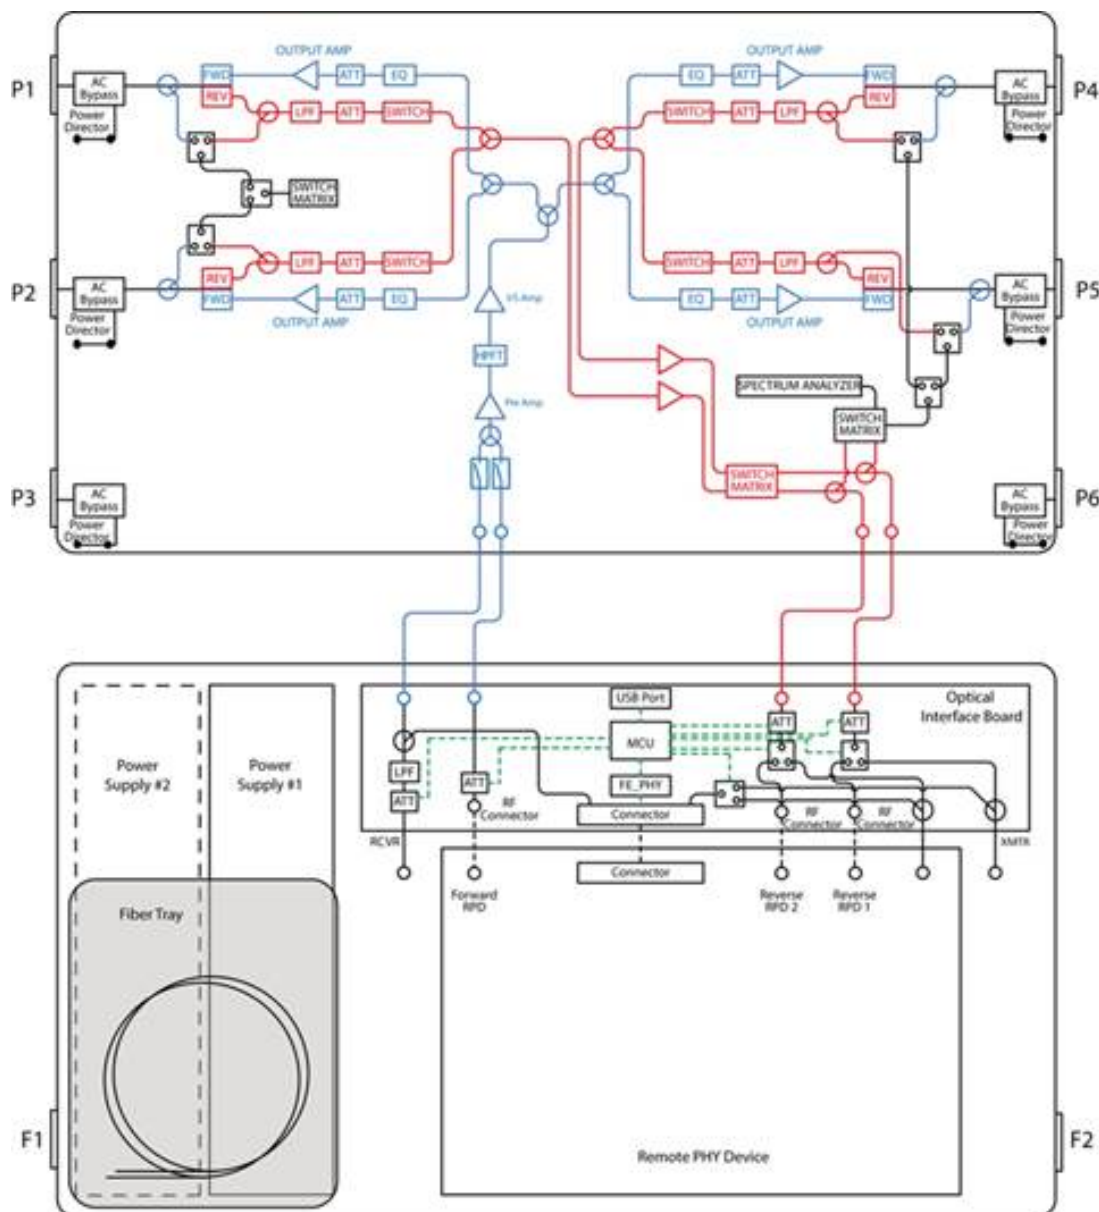 OUTPUT AMP
OUTPUT AMP
P1
AC
Bypass
Power
Director
FWD
REV
ATT
EQ
LPF
ATT
SWITCH
EQ
ATT
FWD
REV
SWITCH
ATT
LPF
AC
Bypass
Power
Director
P4
SWITCH
MATRIX
P2
AC
Bypass
Power
Director
REV
FWD
LPF
ATT
SWITCH
ATT
EQ
OUTPUT AMP
SWITCH
ATT
LPF
REV
EQ
ATT
FWD
OUTPUT AMP
AC
Bypass
Power
Director
P5
I/S Amp
HPFT
Pre Amp
SPECTRUM ANALYZER
SWITCH
MATRIX
SWITCH
MATRIX
P3
AC
Bypass
Power
Director
AC
Bypass
Power
Director
P6
Power
Supply #2
Power
Supply #1
USB Port
MCU
FE_PHY
Connector
Optical
Interface Board
ATT
ATT
LPF
ATT
ATT
RF
Connector
RF
Connector
RF
Connector
RCVR
XMTR
Connector
Forward
RPD
Reverse
RPD 2
Reverse
RPD 1
Fiber Tray
F1
Remote PHY Device
F2